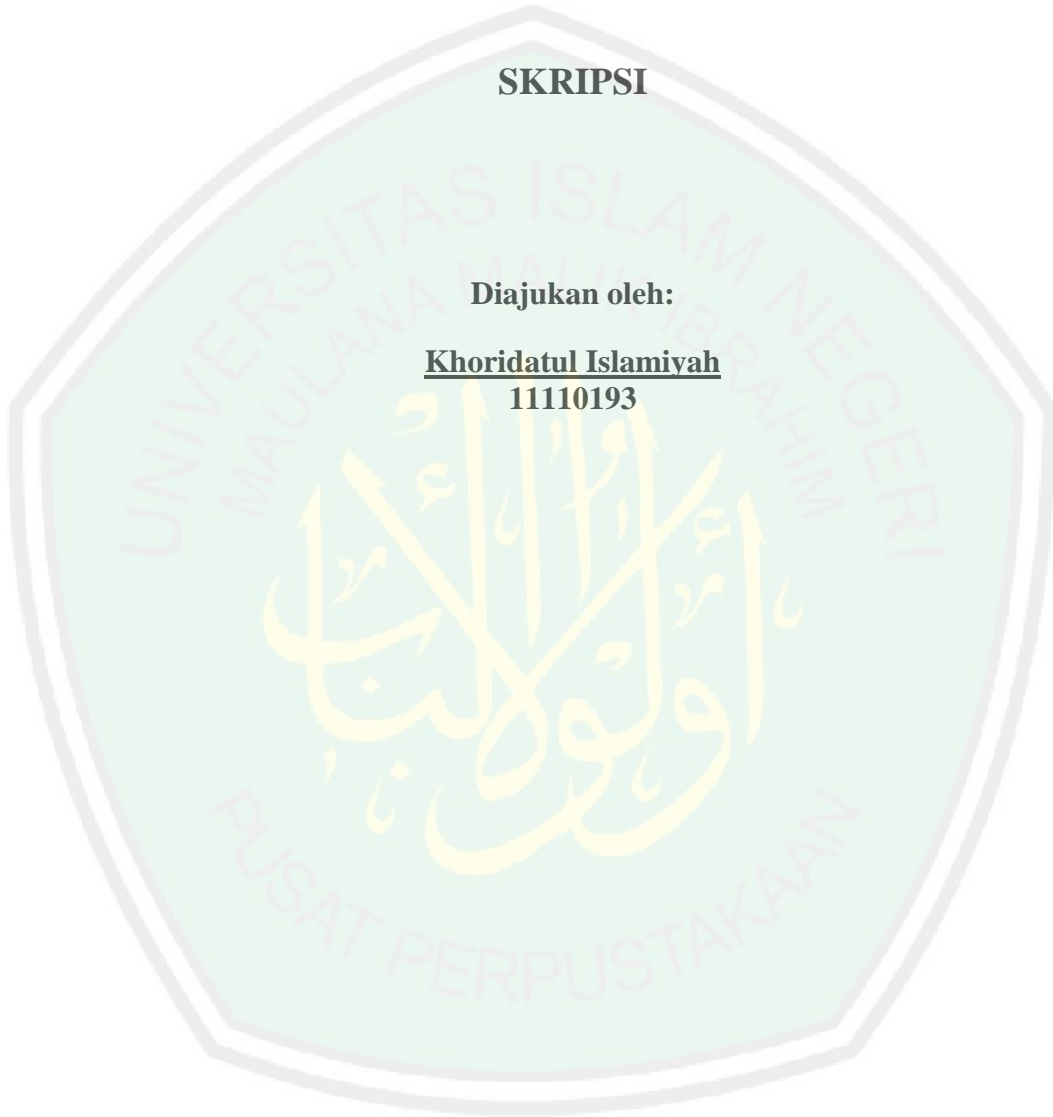 SKRIPSI
Diajukan oleh:
Khoridatul Islamiyah
11110193
UNIVERSITAS ISLAM NEGERI
MAULANA MALIK IBRAHIM
أولوا الألباب
PUSAT PERPUSTAKAAN